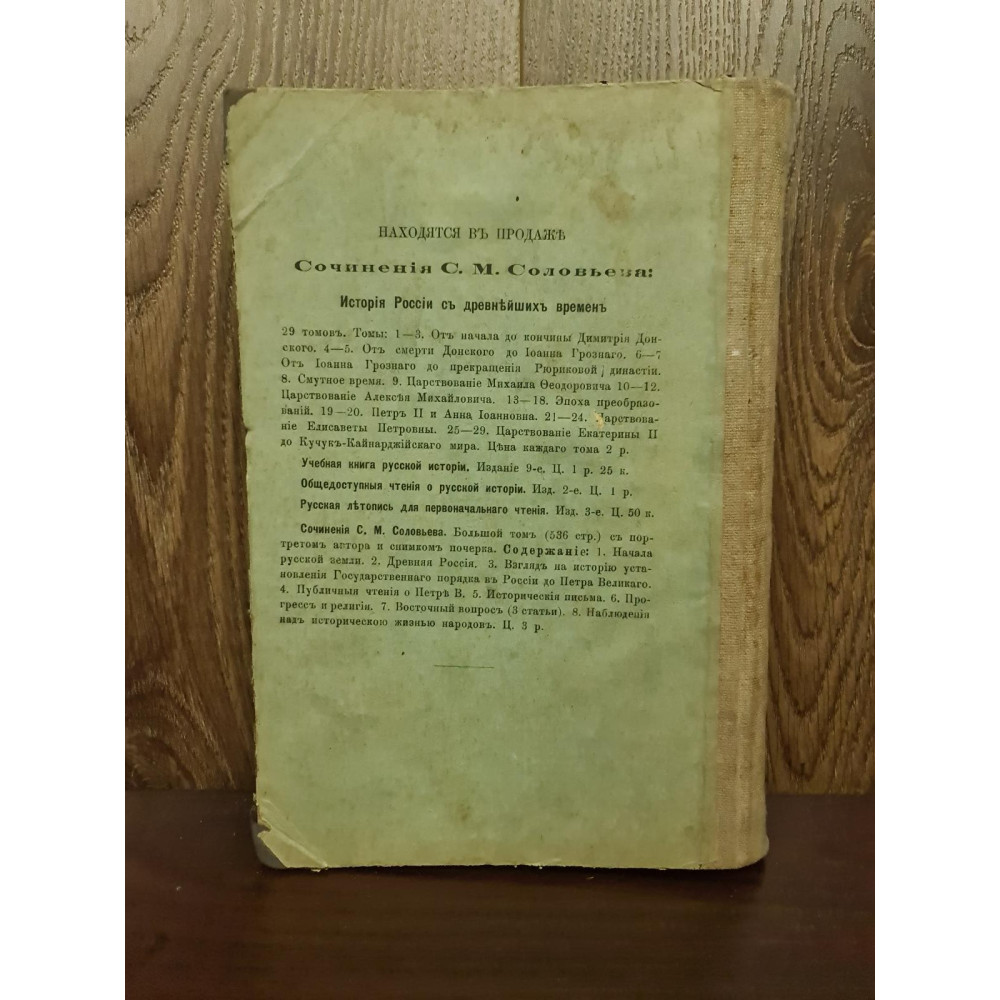 НАХОДЯТСЯ ВЪ ПРОДАЖѢ
Сочиненія С. М. Соловьева:
Исторія Россіи съ древнѣйшихъ временъ
29 томовъ. Томы: 1—3. Отъ начала до кончины Димитрія Дон-
ского. 4—5. Отъ смерти Донского до Іоанна Грознаго. 6—7
Отъ Іоанна Грознаго до прекращенія Рюриковой династіи.
8. Смутное время. 9. Царствованіе Михаила Ѳеодоровича 10—12.
Царствованіе Алексѣя Михайловича. 13—18. Эпоха преобразо-
ваній. 19—20. Петръ II и Анна Іоанновна. 21—24. Царствова-
ніе Елисаветы Петровны. 25—29. Царствованіе Екатерины II
до Кучукъ-Кайнарджійскаго мира. Цѣна каждаго тома 2 р.
Учебная книга русской исторіи. Изданіе 9-е. Ц. 1 р. 25 к.
Общедоступныя чтенія о русской исторіи. Изд. 2-е. Ц. 1 р.
Русская лѣтопись для первоначальнаго чтенія. Изд. 3-е. Ц. 50 к.
Сочиненія С. М. Соловьева. Большой томъ (536 стр.) съ пор-
третомъ автора и снимкомъ почерка. Содержаніе: 1. Начала
русской земли. 2. Древняя Россія. 3. Взглядъ на исторію уста-
новленія Государственнаго порядка въ Россіи до Петра Великаго.
4. Публичныя чтенія о Петрѣ В. 5. Историческія письма. 6. Про-
грессъ и религія. 7. Восточный вопросъ (3 статьи). 8. Наблюденія
надъ историческою жизнью народовъ. Ц. 3 р.